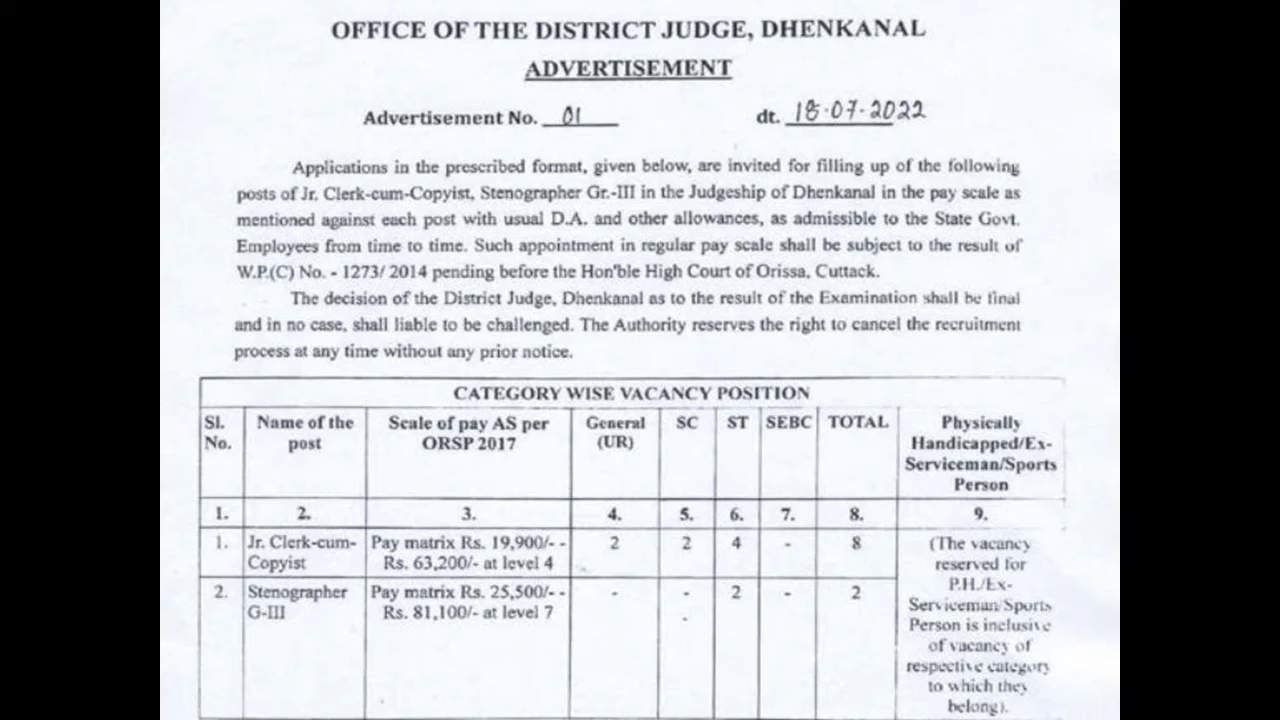 OFFICE OF THE DISTRICT JUDGE, DHENKANAL
ADVERTISEMENT
Advertisement No. 01 dt. 18-07-2022
Applications in the prescribed format, given below, are invited for filling up of the following
posts of Jr. Clerk-cum-Copyist, Stenographer Gr.-III in the Judgeship of Dhenkanal in the pay scale as
mentioned against each post with usual D.A. and other allowances, as admissible to the State Govt.
Employees from time to time. Such appointment in regular pay scale shall be subject to the result of
W.P.(C) No. - 1273/ 2014 pending before the Hon'ble High Court of Orissa, Cuttack.
The decision of the District Judge, Dhenkanal as to the result of the Examination shall be final
and in no case, shall liable to be challenged. The Authority reserves the right to cancel the recruitment
process at any time without any prior notice.
CATEGORY WISE VACANCY POSITION
Sl. No. Name of the post Scale of pay AS per ORSP 2017 General (UR) SC ST SEBC TOTAL Physically Handicapped/Ex-Serviceman/Sports Person
1. 2. 3. 4. 5. 6. 7. 8. 9.
1. Jr. Clerk-cum- Pay matrix Rs. 19,900/- - 2 2 4 - 8 (The vacancy
Copyist Rs. 63,200/- at level 4 reserved for
2. Stenographer Pay matrix Rs. 25,500/- - - - 2 - 2 P.H./Ex-
G-III Rs. 81,100/- at level 7 Serviceman/Sports
Person is inclusive
of vacancy of
respective category
to which they
belong).